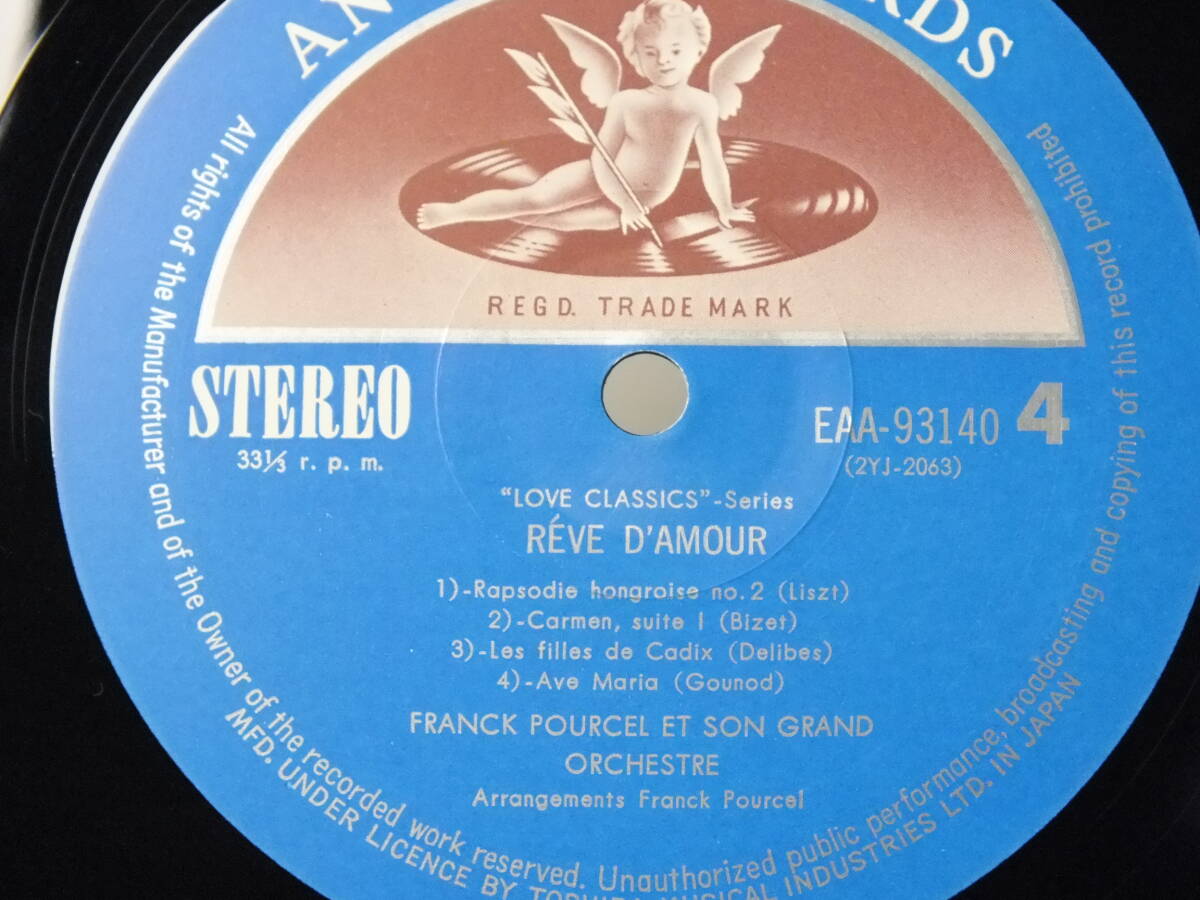 REGD. TRADE MARK
STEREO
33⅓ r. p. m.
EAA-93140 4
(2YJ-2063)
"LOVE CLASSICS"-Series
RÉVE D'AMOUR
1)-Rapsodie hongroise no. 2 (Liszt)
2)-Carmen, suite I (Bizet)
3)-Les filles de Cadix (Delibes)
4)-Ave Maria (Gounod)
FRANCK POURCEL ET SON GRAND
ORCHESTRE
Arrangements Franck Pourcel
All rights of the Manufacturer and of the Owner of the recorded work reserved. Unauthorized public performance, broadcasting and copying of this record prohibited
MFD. UNDER LICENCE BY MUSICAL INDUSTRIES LTD. IN JAPAN